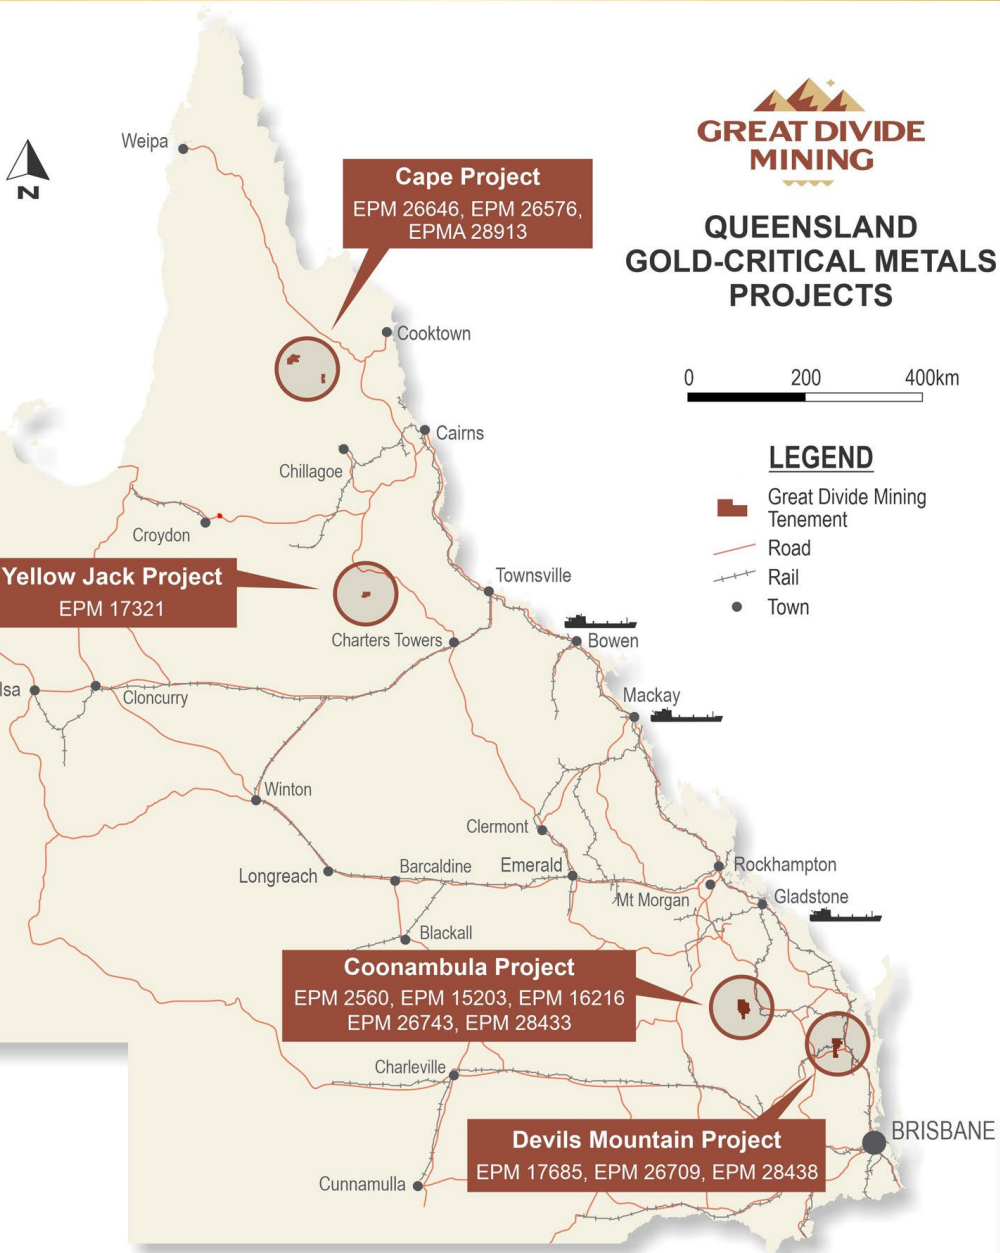 GREAT DIVIDE
MINING
QUEENSLAND
GOLD-CRITICAL METALS
PROJECTS
0 200 400km
LEGEND
Great Divide Mining
Tenement
Road
Rail
Town
N
Weipa
Cape Project
EPM 26646, EPM 26576,
EPMA 28913
Cooktown
Cairns
Chillagoe
Croydon
Yellow Jack Project
EPM 17321
Townsville
Charters Towers
Bowen
Isa
Cloncurry
Mackay
Winton
Clermont
Longreach
Barcaldine
Emerald
Rockhampton
Mt Morgan
Gladstone
Blackall
Coonambula Project
EPM 2560, EPM 15203, EPM 16216
EPM 26743, EPM 28433
Charleville
Devils Mountain Project
EPM 17685, EPM 26709, EPM 28438
BRISBANE
Cunnamulla